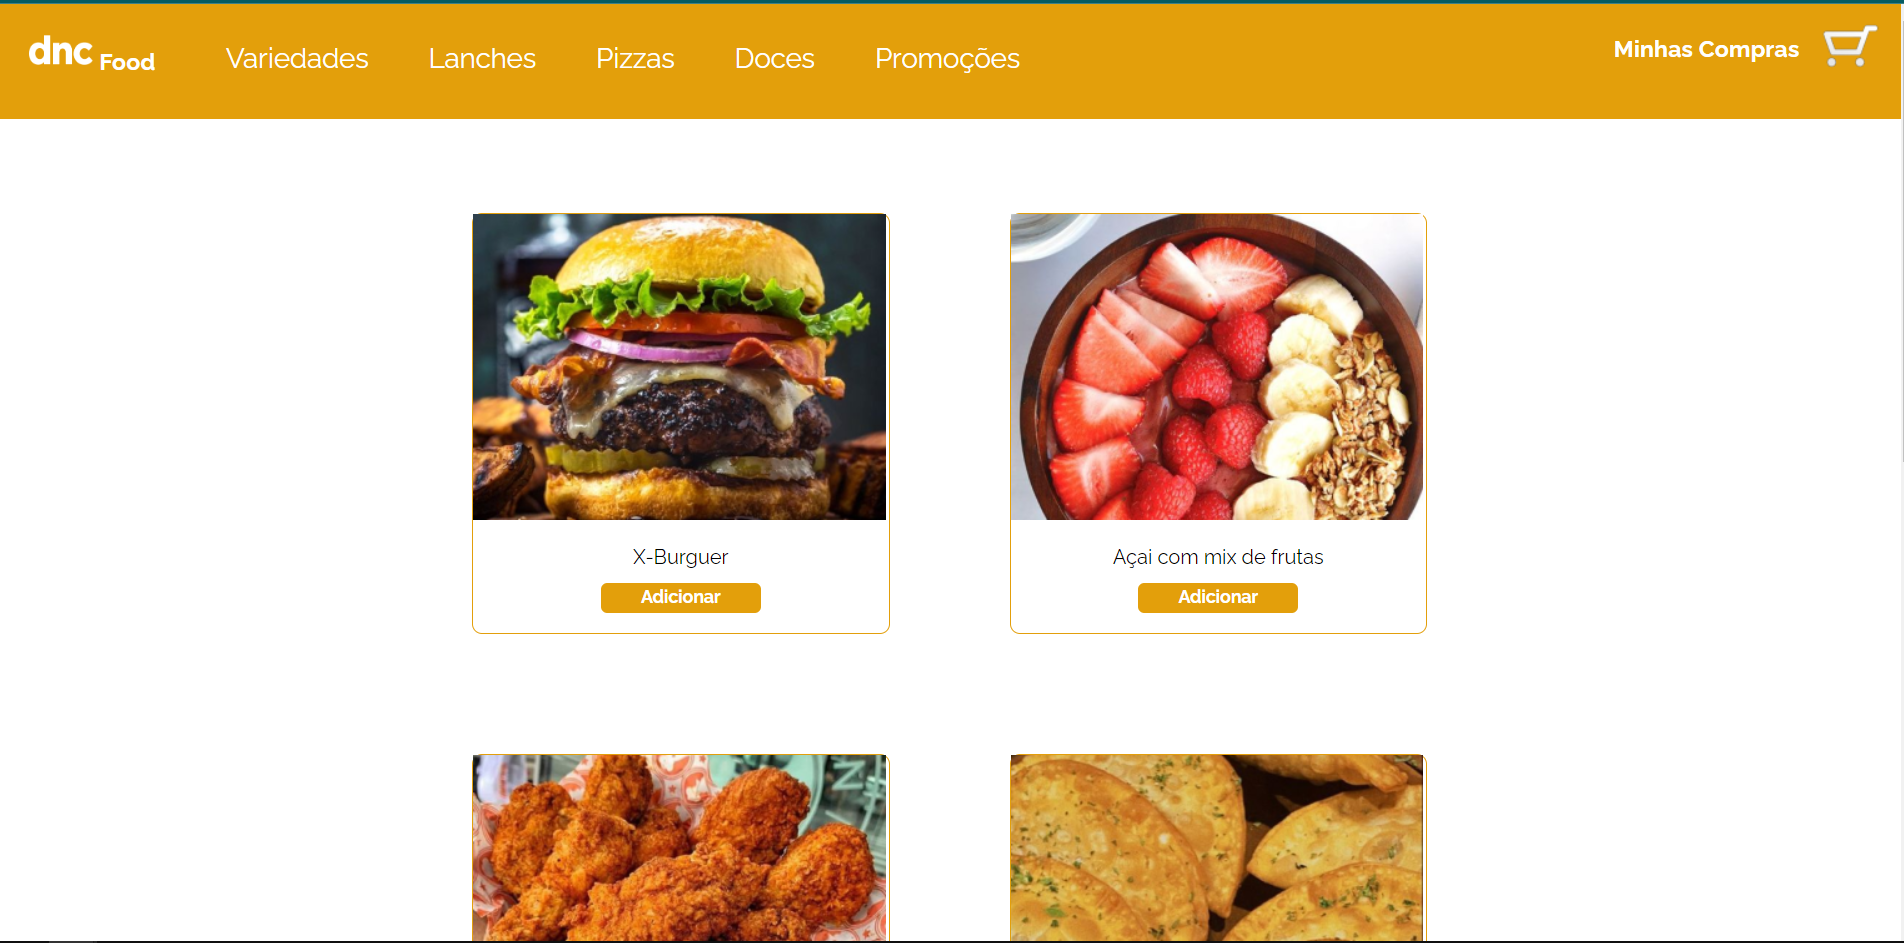 dnc Food
Variedades
Lanches
Pizzas
Doces
Promoções
Minhas Compras
X-Burguer
Adicionar
Açai com mix de frutas
Adicionar